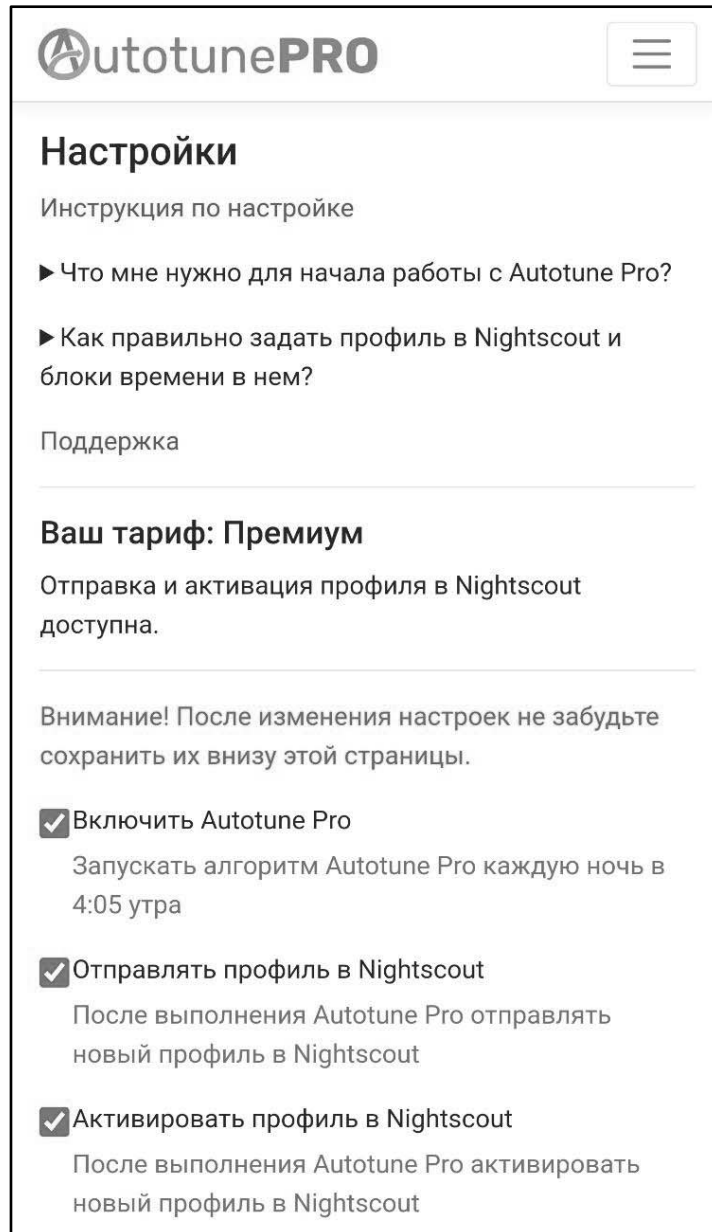 AutotunePRO
Настройки
Инструкция по настройке
▶ Что мне нужно для начала работы с Autotune Pro?
▶ Как правильно задать профиль в Nightscout и
блоки времени в нем?
Поддержка
Ваш тариф: Премиум
Отправка и активация профиля в Nightscout
доступна.
Внимание! После изменения настроек не забудьте
сохранить их внизу этой страницы.
Включить Autotune Pro
Запускать алгоритм Autotune Pro каждую ночь в
4:05 утра
Отправлять профиль в Nightscout
После выполнения Autotune Pro отправлять
новый профиль в Nightscout
Активировать профиль в Nightscout
После выполнения Autotune Pro активировать
новый профиль в Nightscout